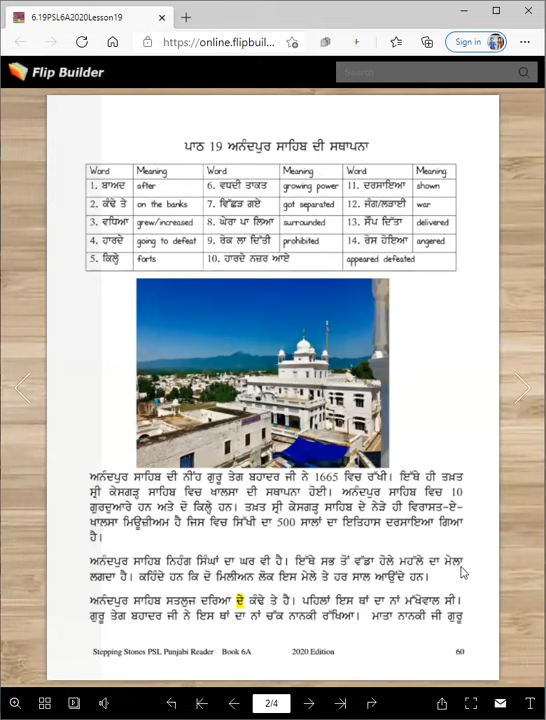 6.19PSL6A2020Lesson19
https://online.flipbuil...
Sign in
Flip Builder
Search
ਪਾਠ 19 ਅਨੰਦਪੁਰ ਸਾਹਿਬ ਦੀ ਸਥਾਪਨਾ
Word Meaning Word Meaning Word Meaning
1. ਬਾਅਦ after 6. ਵਧਦੀ ਤਾਕਤ growing power 11. ਦਰਸਾਇਆ shown
2. ਕੰਢੇ ਤੇ on the banks 7. ਵਿੱਛੜ ਗਏ got separated 12. ਜੰਗ/ਲੜਾਈ war
3. ਵਧਿਆ grew/increased 8. ਘੇਰਾ ਪਾ ਲਿਆ surrounded 13. ਸੌਂਪ ਦਿੱਤਾ delivered
4. ਹਾਰਦੇ going to defeat 9. ਰੋਕ ਲਾ ਦਿੱਤੀ prohibited 14. ਰੋਸ ਹੋਇਆ angered
5. ਕਿਲ੍ਹੇ forts 10. ਹਾਰਦੇ ਨਜ਼ਰ ਆਏ appeared defeated
ਅਨੰਦਪੁਰ ਸਾਹਿਬ ਦੀ ਨੀਂਹ ਗੁਰੂ ਤੇਗ ਬਹਾਦਰ ਜੀ ਨੇ 1665 ਵਿਚ ਰੱਖੀ। ਇੱਥੇ ਹੀ ਤਖ਼ਤ
ਸ੍ਰੀ ਕੇਸਗੜ੍ਹ ਸਾਹਿਬ ਵਿਚ ਖਾਲਸਾ ਦੀ ਸਥਾਪਨਾ ਹੋਈ। ਅਨੰਦਪੁਰ ਸਾਹਿਬ ਵਿਚ 10
ਗੁਰਦੁਆਰੇ ਹਨ ਅਤੇ ਦੋ ਕਿਲ੍ਹੇ ਹਨ। ਤਖ਼ਤ ਸ੍ਰੀ ਕੇਸਗੜ੍ਹ ਸਾਹਿਬ ਦੇ ਨੇੜੇ ਹੀ ਵਿਰਾਸਤ-ਏ-
ਖਾਲਸਾ ਮਿਊਜ਼ੀਅਮ ਹੈ ਜਿਸ ਵਿਚ ਸਿੱਖੀ ਦਾ 500 ਸਾਲਾਂ ਦਾ ਇਤਿਹਾਸ ਦਰਸਾਇਆ ਗਿਆ
ਹੈ।
ਅਨੰਦਪੁਰ ਸਾਹਿਬ ਨਿਹੰਗ ਸਿੰਘਾਂ ਦਾ ਘਰ ਵੀ ਹੈ। ਇੱਥੇ ਸਭ ਤੋਂ ਵੱਡਾ ਹੋਲੇ ਮਹੱਲੇ ਦਾ ਮੇਲਾ
ਲਗਦਾ ਹੈ। ਕਹਿੰਦੇ ਹਨ ਕਿ ਦੋ ਮਿਲੀਅਨ ਲੋਕ ਇਸ ਮੇਲੇ ਤੇ ਹਰ ਸਾਲ ਆਉਂਦੇ ਹਨ।
ਅਨੰਦਪੁਰ ਸਾਹਿਬ ਸਤਲੁਜ ਦਰਿਆ ਦੇ ਕੰਢੇ ਤੇ ਹੈ। ਪਹਿਲਾਂ ਇਸ ਥਾਂ ਦਾ ਨਾਂ ਮੱਖੋਵਾਲ ਸੀ।
ਗੁਰੂ ਤੇਗ ਬਹਾਦਰ ਜੀ ਨੇ ਇਸ ਥਾਂ ਦਾ ਨਾਂ ਚੱਕ ਨਾਨਕੀ ਰੱਖਿਆ। ਮਾਤਾ ਨਾਨਕੀ ਜੀ ਗੁਰੂ
Stepping Stones PSL Punjabi Reader Book 6A 2020 Edition 60
2/4